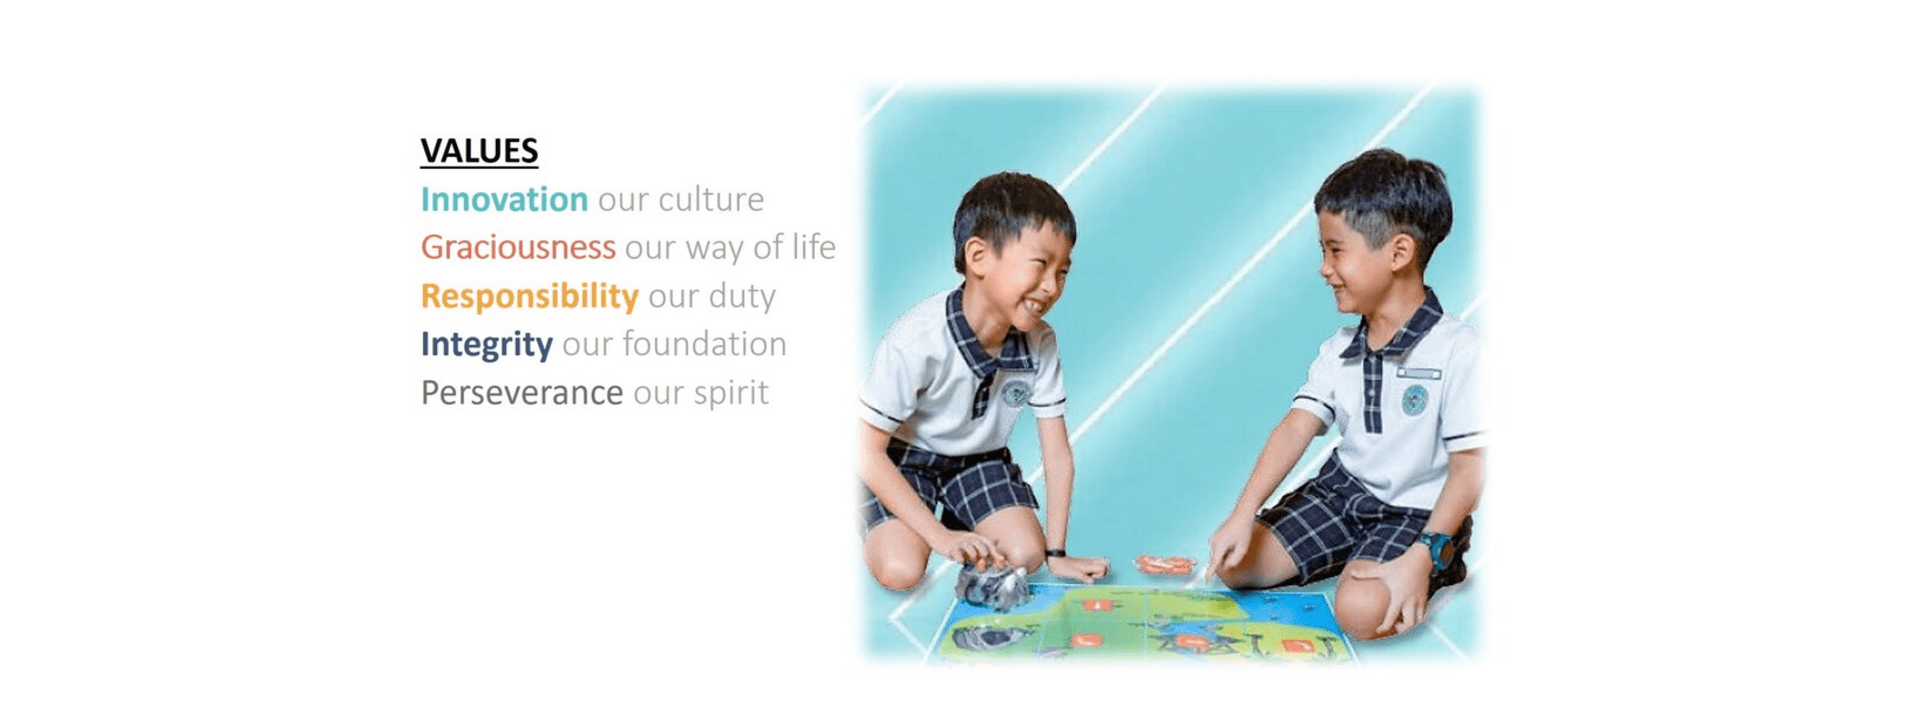 VALUES
Innovation our culture
Graciousness our way of life
Responsibility our duty
Integrity our foundation
Perseverance our spirit